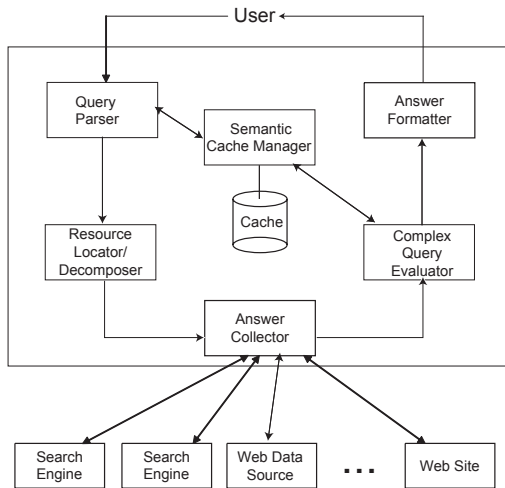 User
Query
Parser
Answer
Formatter
Semantic
Cache Manager
Cache
Resource
Locator/
Decomposer
Complex
Query
Evaluator
Answer
Collector
Search
Engine
Search
Engine
Web Data
Source
...
Web Site